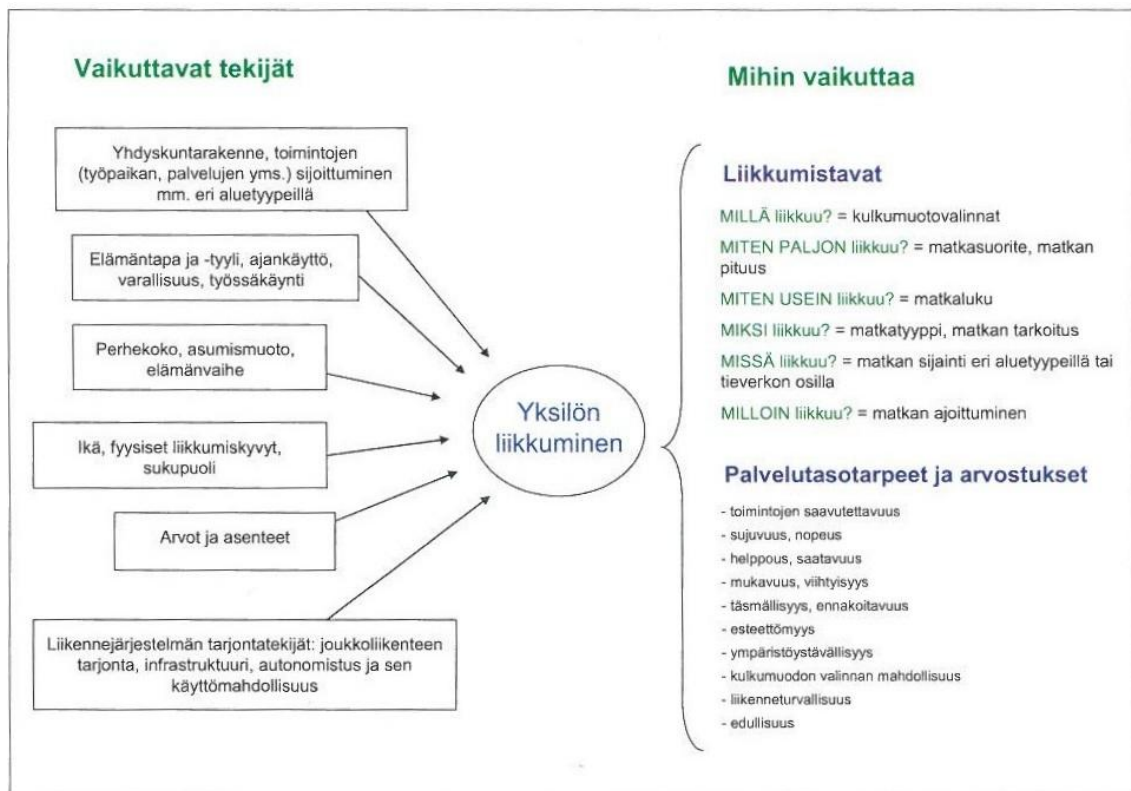 Vaikuttavat tekijät
Yhdyskuntarakenne, toimintojen
(työpaikan, palvelujen yms.) sijoittuminen
mm. eri aluetyypeillä
Elämäntapa ja -tyyli, ajankäyttö,
varallisuus, työssäkäynti
Perhekoko, asumismuoto,
elämänvaihe
Ikä, fyysiset liikkumiskyvyt,
sukupuoli
Arvot ja asenteet
Liikennejärjestelmän tarjontatekijät: joukkoliikenteen
tarjonta, infrastruktuuri, autonomistus ja sen
käyttömahdollisuus
Yksilön
liikkuminen
Mihin vaikuttaa
Liikkumistavat
MILLÄ liikkuu? = kulkumuotovalinnat
MITEN PALJON liikkuu? = matkasuorite, matkan
pituus
MITEN USEIN liikkuu? = matkaluku
MIKSI liikkuu? = matkatyyppi, matkan tarkoitus
MISSÄ liikkuu? = matkan sijainti eri aluetyypeillä tai
tieverkon osilla
MILLOIN liikkuu? = matkan ajoittuminen
Palvelutasotarpeet ja arvostukset
- toimintojen saavutettavuus
- sujuvuus, nopeus
- helppous, saatavuus
- mukavuus, viihtyisyys
- täsmällisyys, ennakoitavuus
- esteettömyys
- ympäristöystävällisyys
- kulkumuodon valinnan mahdollisuus
- liikenneturvallisuus
- edullisuus